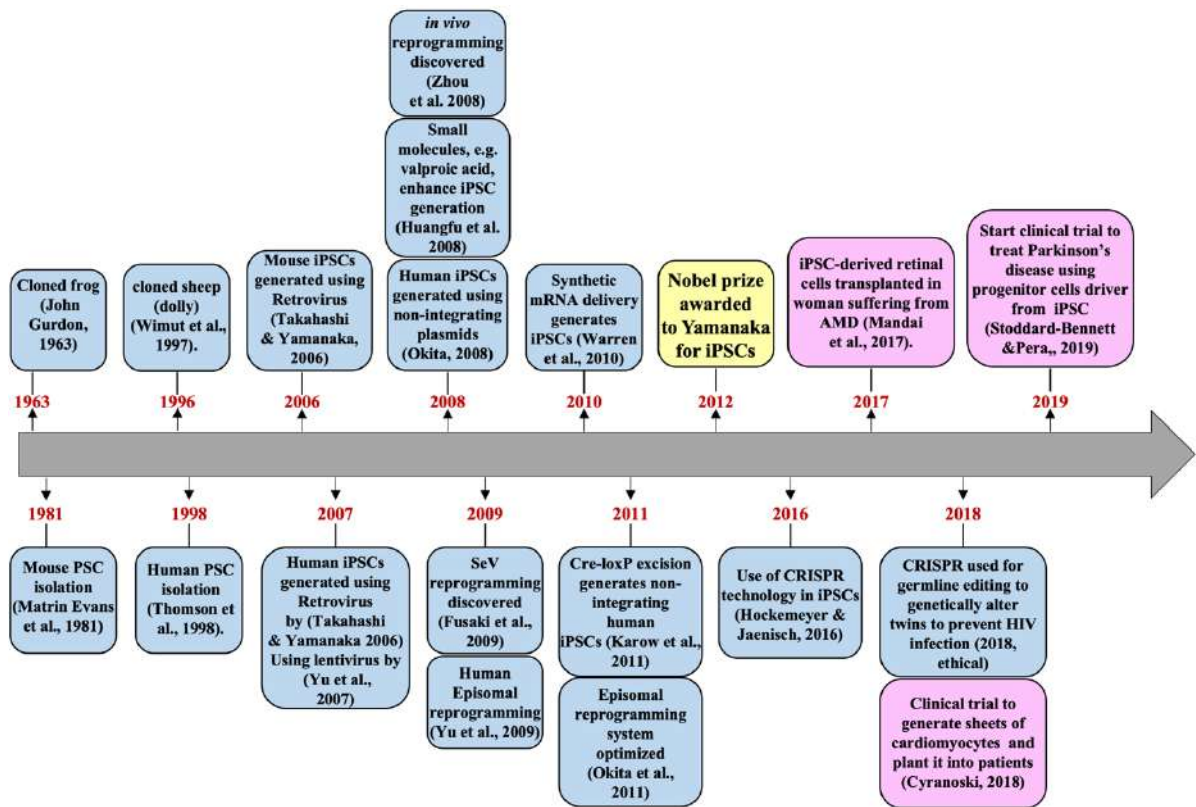 in vivo
reprogramming
discovered
(Zhou
et al. 2008)
Small
molecules, e.g.
valproic acid,
enhance iPSC
generation
(Huangfu et al.
2008)
Cloned frog
(John
Gurdon,
1963)
cloned sheep
(dolly)
(Wimut et al.,
1997).
Mouse iPSCs
generated using
Retrovirus
(Takahashi
& Yamanaka,
2006)
Human iPSCs
generated using
non-integrating
plasmids
(Okita, 2008)
Synthetic
mRNA delivery
generates
iPSCs (Warren
et al., 2010)
Nobel prize
awarded
to Yamanaka
for iPSCs
iPSC-derived retinal
cells transplanted in
woman suffering from
AMD (Mandai
et al., 2017).
Start clinical trial to
treat Parkinson’s
disease using
progenitor cells driver
from iPSC
(Stoddard-Bennett
&Pera,, 2019)
1963
1996
2006
2008
2010
2012
2017
2019
1981
1998
2007
2009
2011
2016
2018
Mouse PSC
isolation
(Matrin Evans
et al., 1981)
Human PSC
isolation
(Thomson et
al., 1998).
Human iPSCs
generated using
Retrovirus
by (Takahashi
& Yamanaka 2006)
Using lentivirus by
(Yu et al.,
2007)
SeV
reprogramming
discovered
(Fusaki et al.,
2009)
Human
Episomal
reprogramming
(Yu et al., 2009)
Cre-loxP excision
generates non-
integrating
human
iPSCs (Karow et al.,
2011)
Episomal
reprogramming
system
optimized
(Okita et al.,
2011)
Use of CRISPR
technology in iPSCs
(Hockemeyer &
Jaenisch, 2016)
CRISPR used for
germline editing to
genetically alter
twins to prevent HIV
infection (2018,
ethical)
Clinical trial to
generate sheets of
cardiomyocytes and
plant it into patients
(Cyranoski, 2018)